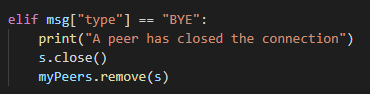 elif msg["type"] == "BYE":
    print("A peer has closed the connection")
    s.close()
    myPeers.remove(s)